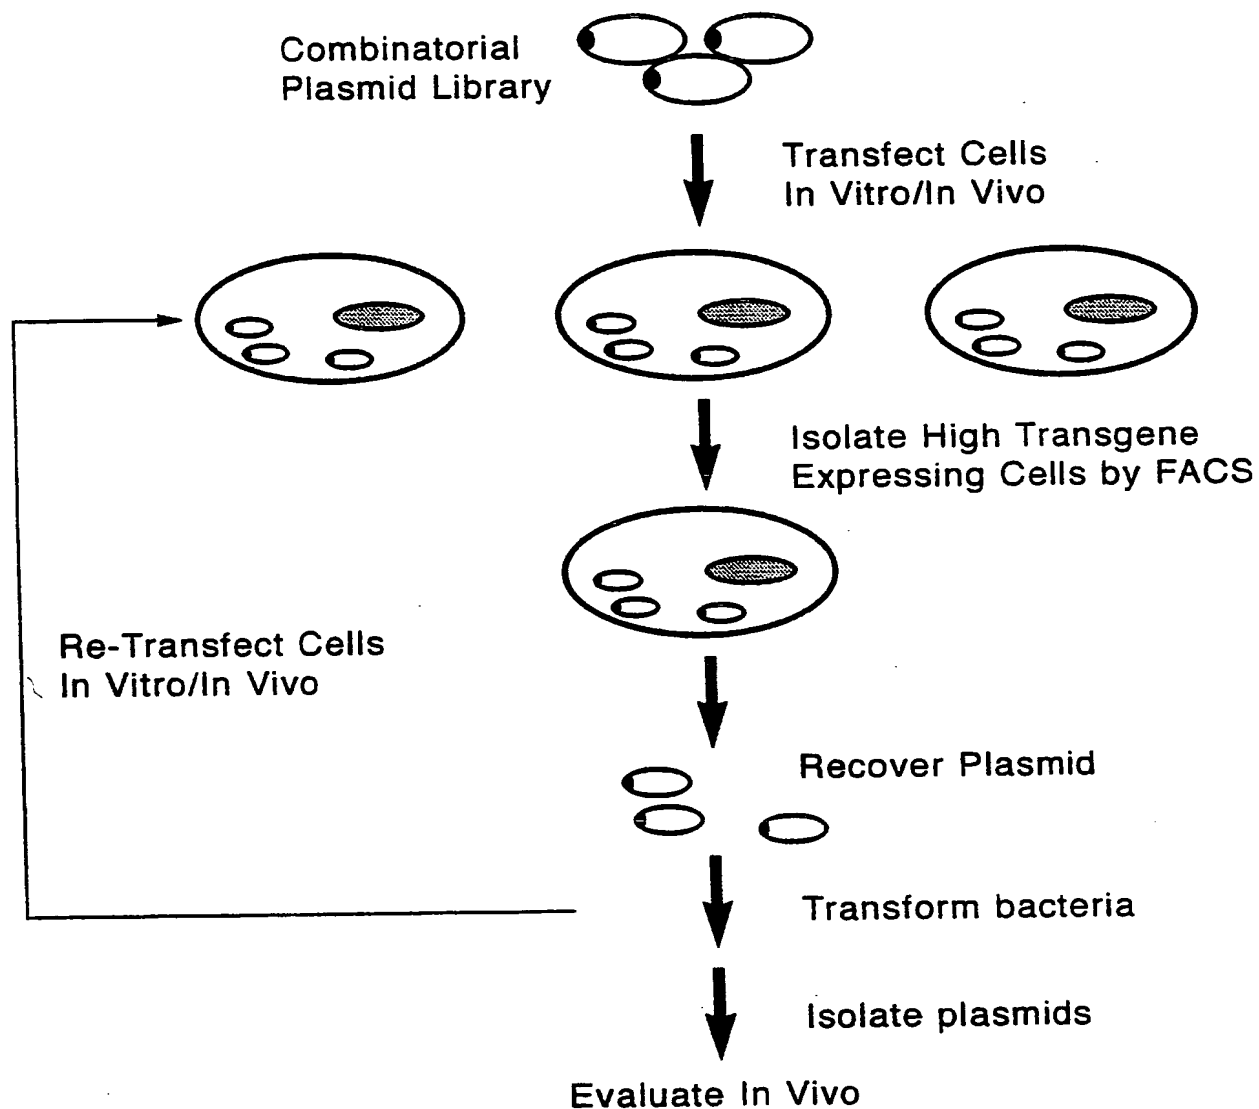 Combinatorial
Plasmid Library
Transfect Cells
In Vitro/In Vivo
Isolate High Transgene
Expressing Cells by FACS
Re-Transfect Cells
In Vitro/In Vivo
Recover Plasmid
Transform bacteria
Isolate plasmids
Evaluate In Vivo